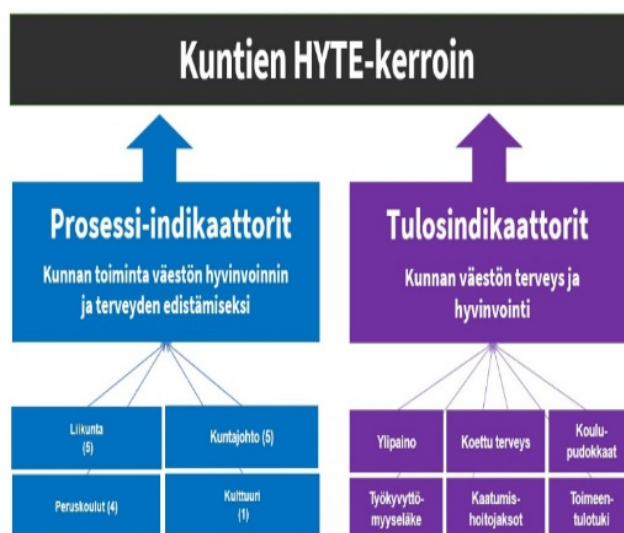 Kuntien HYTE-kerroin
Prosessi-indikaattorit
Kunnan toiminta väestön hyvinvoinnin
ja terveyden edistämiseksi
Tulosindikaattorit
Kunnan väestön terveys ja
hyvinvointi
Liikunta
(5)
Kuntajohto (5)
Peruskoulut (4)
Kulttuuri
(1)
Ylipaino
Koettu terveys
Koulu-
pudokkaat
Työkyvyttö-
myyseläke
Kaatumis-
hoitojaksot
Toimeen-
tulotuki